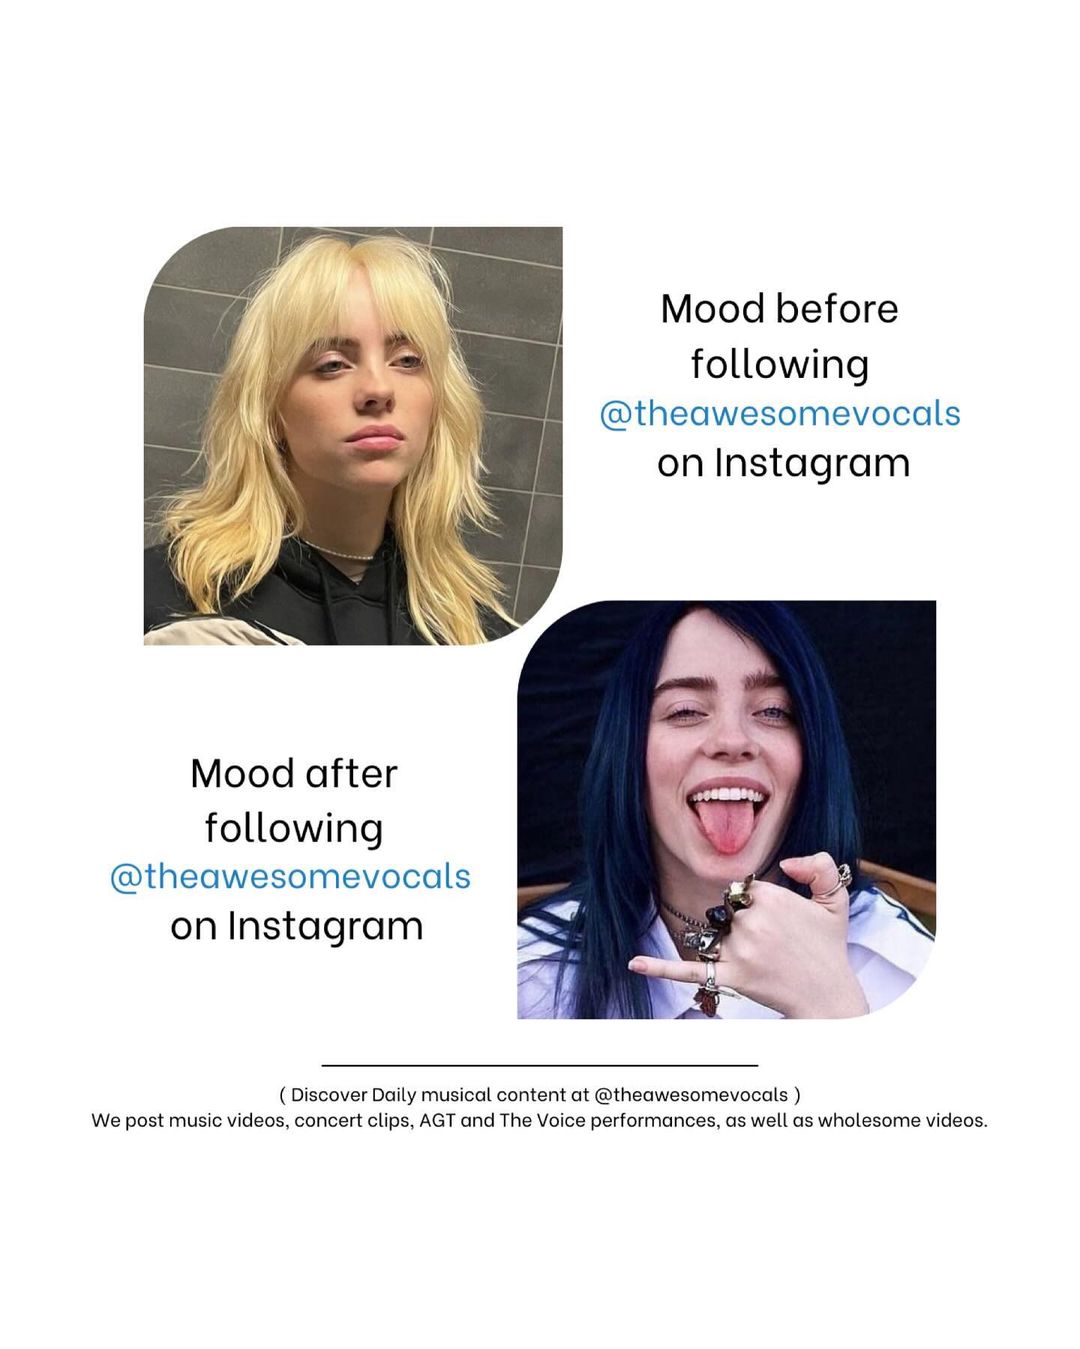 Mood before
following
@theawesomevocals
on Instagram
Mood after
following
@theawesomevocals
on Instagram
( Discover Daily musical content at @theawesomevocals )
We post music videos, concert clips, AGT and The Voice performances, as well as wholesome videos.